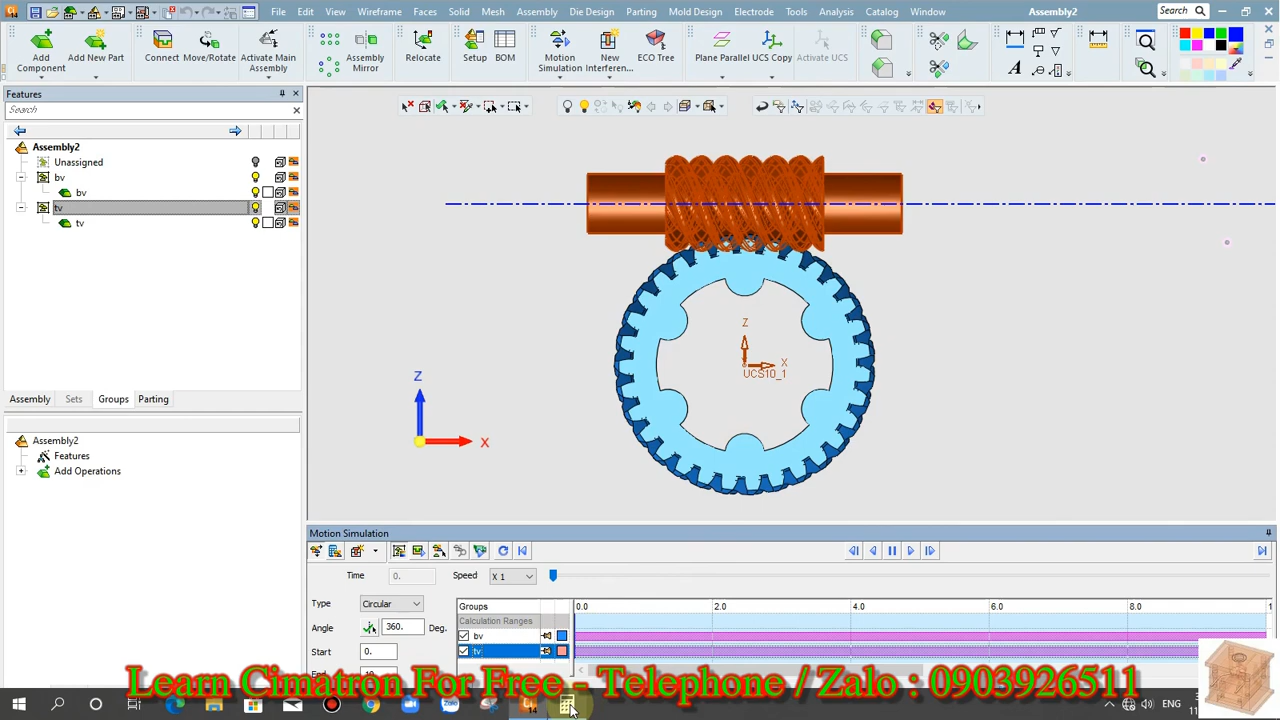 File Edit View Wireframe Faces Solid Mesh Assembly Die Design Parting Mold Design Electrode Tools Analysis Catalog Window Assembly2 Search
14
Add Component
Add New Part
Connect
Move/Rotate
Activate Main Assembly
Assembly Mirror
Relocate
Setup
BOM
Motion Simulation
New Interferen...
ECO Tree
Plane Parallel
UCS Copy
Activate UCS
Features
Search
Assembly2
Unassigned
bv
bv
tv
tv
Z
X
UCS10_1
Z
X
Assembly Sets Groups Parting
Assembly2
Features
Add Operations
Motion Simulation
Time 0. Speed X 1
Type Circular
Groups 0.0 2.0 4.0 6.0 8.0 1
Calculation Ranges
Angle 360. Deg.
bv
Start 0.
tv
Learn Cimatron For Free - Telephone / Zalo : 0903926511
Zalo
14
ENG